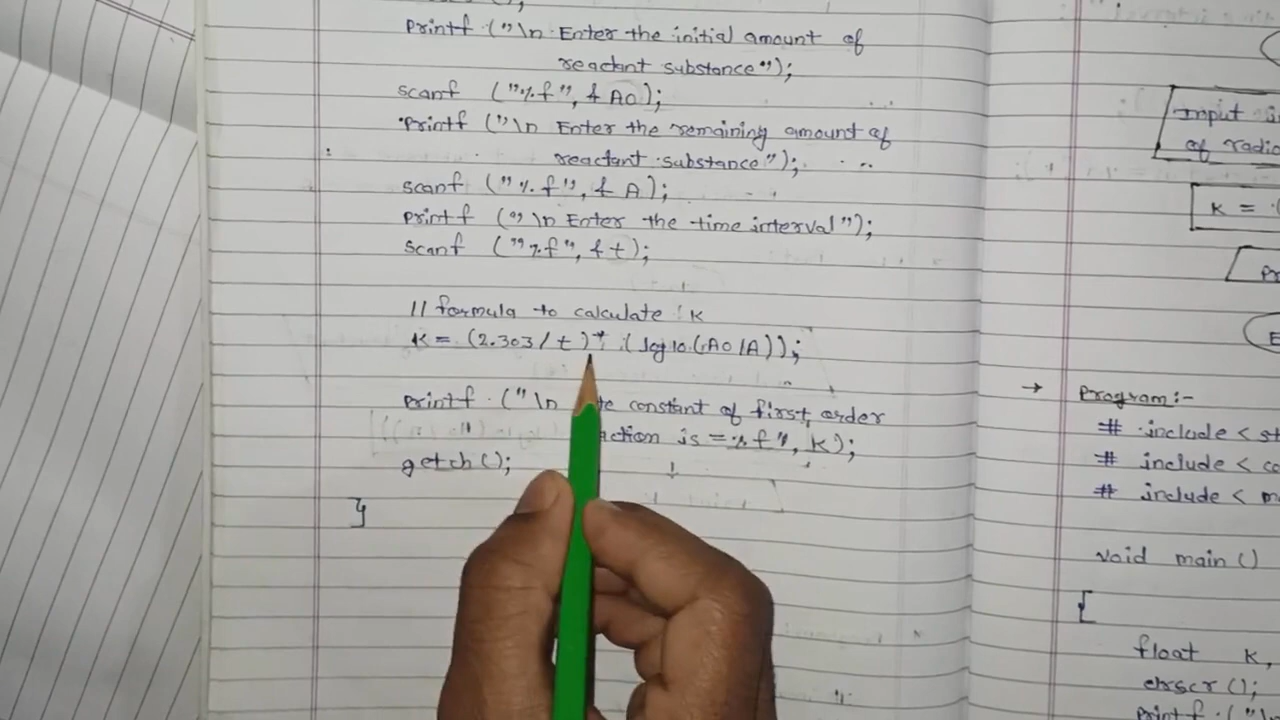 ();
printf ("\n Enter the initial amount of
reactant substance");
scanf ("%f", & A0);
printf ("\n Enter the remaining amount of
reactant substance");
scanf ("%f", & A);
printf ("\n Enter the time interval");
scanf ("%f", & t);
// formula to calculate K
K = (2.303/t)* (log10(A0/A));
printf ("\n constant of first order
is = %f", k);
getch();
}
Input
of
K =
→ Program:-
# include <
# include <
# include <
void main ()
{
float K,
clrscr();
printf ("\